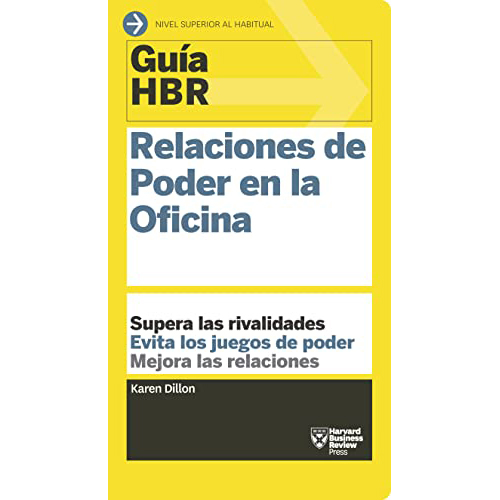 NIVEL SUPERIOR AL HABITUAL
Guía
HBR
Relaciones de
Poder en la
Oficina
Supera las rivalidades
Evita los juegos de poder
Mejora las relaciones
Karen Dillon
Harvard
Business
Review
Press